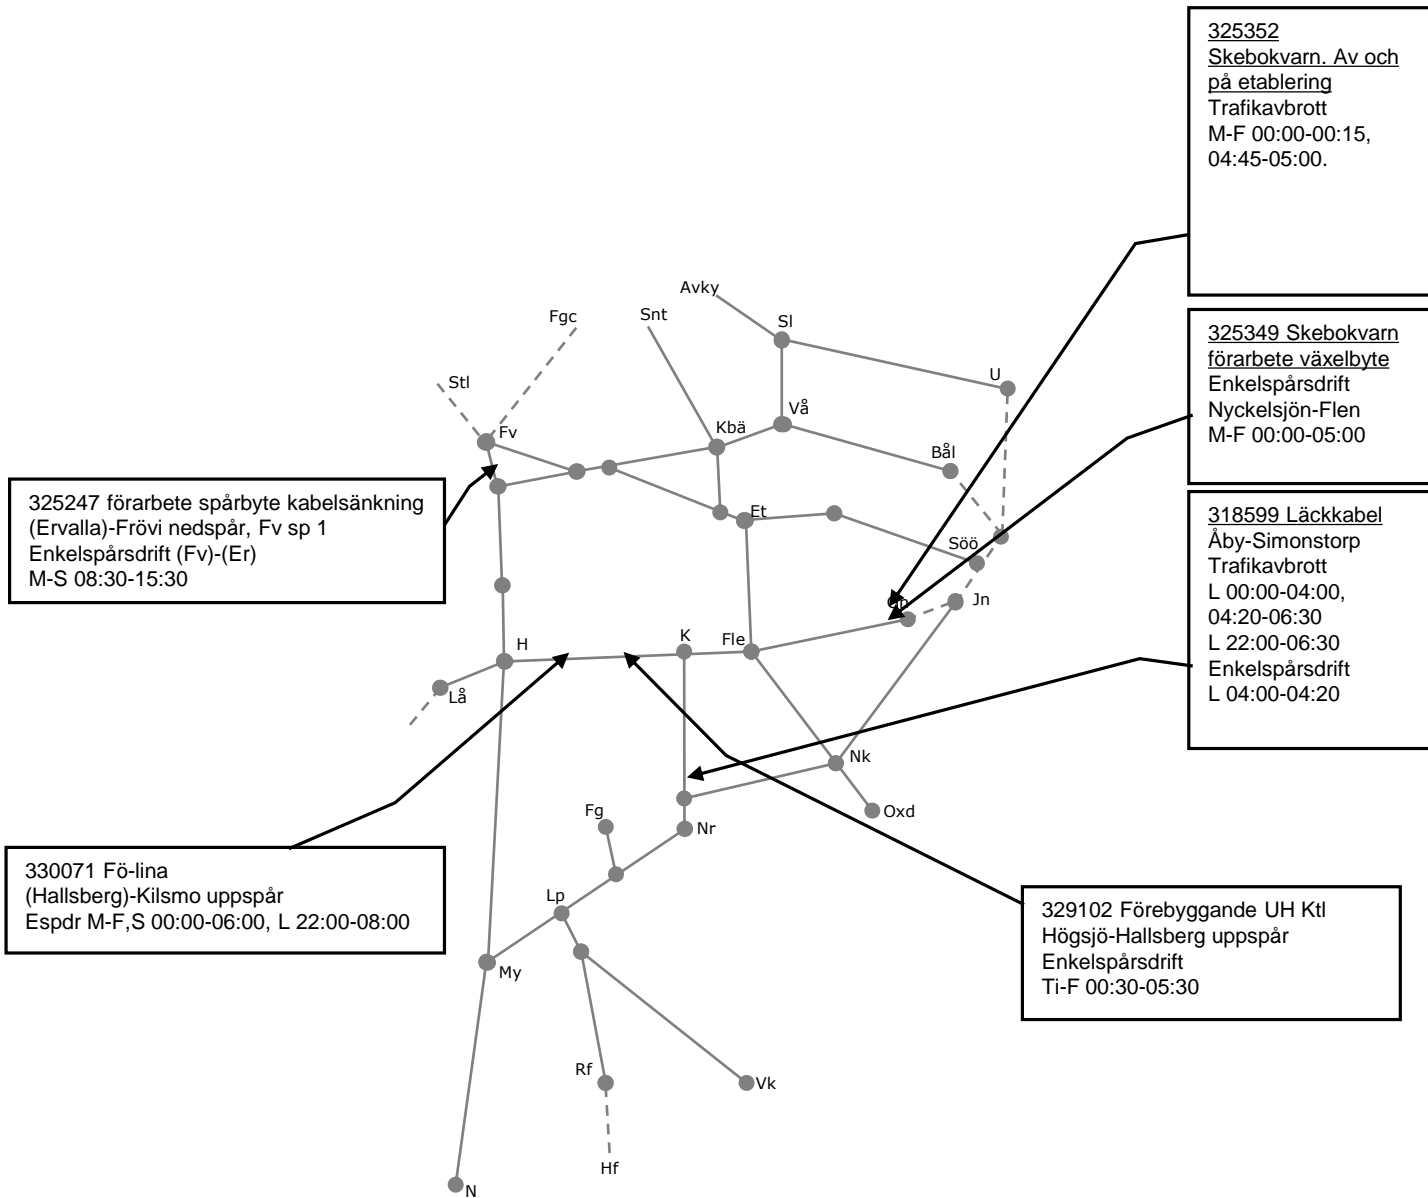 325352
Skebokvarn. Av och
på etablering
Trafikavbrott
M-F 00:00-00:15,
04:45-05:00.
325349 Skebokvarn
förarbete växelbyte
Enkelspårsdrift
Nyckelsjön-Flen
M-F 00:00-05:00
318599 Läckkabel
Åby-Simonstorp
Trafikavbrott
L 00:00-04:00,
04:20-06:30
L 22:00-06:30
Enkelspårsdrift
L 04:00-04:20
325247 förarbete spårbyte kabelsänkning
(Ervalla)-Frövi nedspår, Fv sp 1
Enkelspårsdrift (Fv)-(Er)
M-S 08:30-15:30
330071 Fö-lina
(Hallsberg)-Kilsmo uppspår
Espdr M-F,S 00:00-06:00, L 22:00-08:00
329102 Förebyggande UH Ktl
Högsjö-Hallsberg uppspår
Enkelspårsdrift
Ti-F 00:30-05:30
Avky
Snt
Fgc
Sl
Stl
U
Vå
Fv
Kbä
Bål
Et
Söö
Jn
H
K
Fle
Lå
Nk
Oxd
Fg
Nr
Lp
My
Rf
Vk
Hf
N